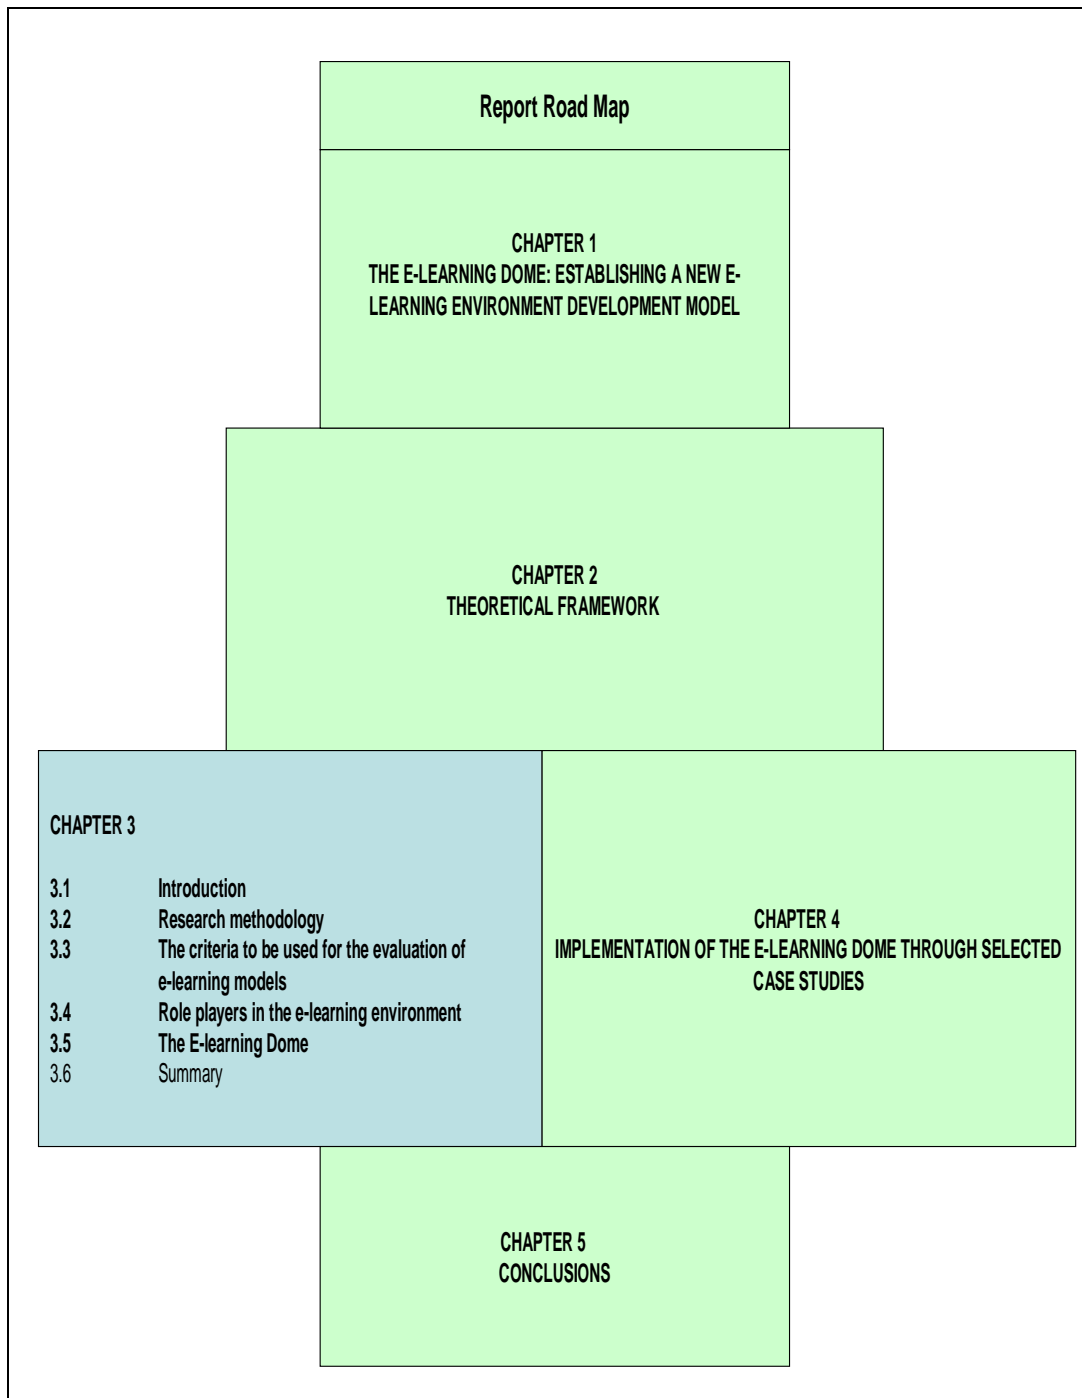 Report Road Map
CHAPTER 1
THE E-LEARNING DOME: ESTABLISHING A NEW E-
LEARNING ENVIRONMENT DEVELOPMENT MODEL
CHAPTER 2
THEORETICAL FRAMEWORK
CHAPTER 3
3.1 Introduction
3.2 Research methodology
3.3 The criteria to be used for the evaluation of
e-learning models
3.4 Role players in the e-learning environment
3.5 The E-learning Dome
3.6 Summary
CHAPTER 4
IMPLEMENTATION OF THE E-LEARNING DOME THROUGH SELECTED
CASE STUDIES
CHAPTER 5
CONCLUSIONS